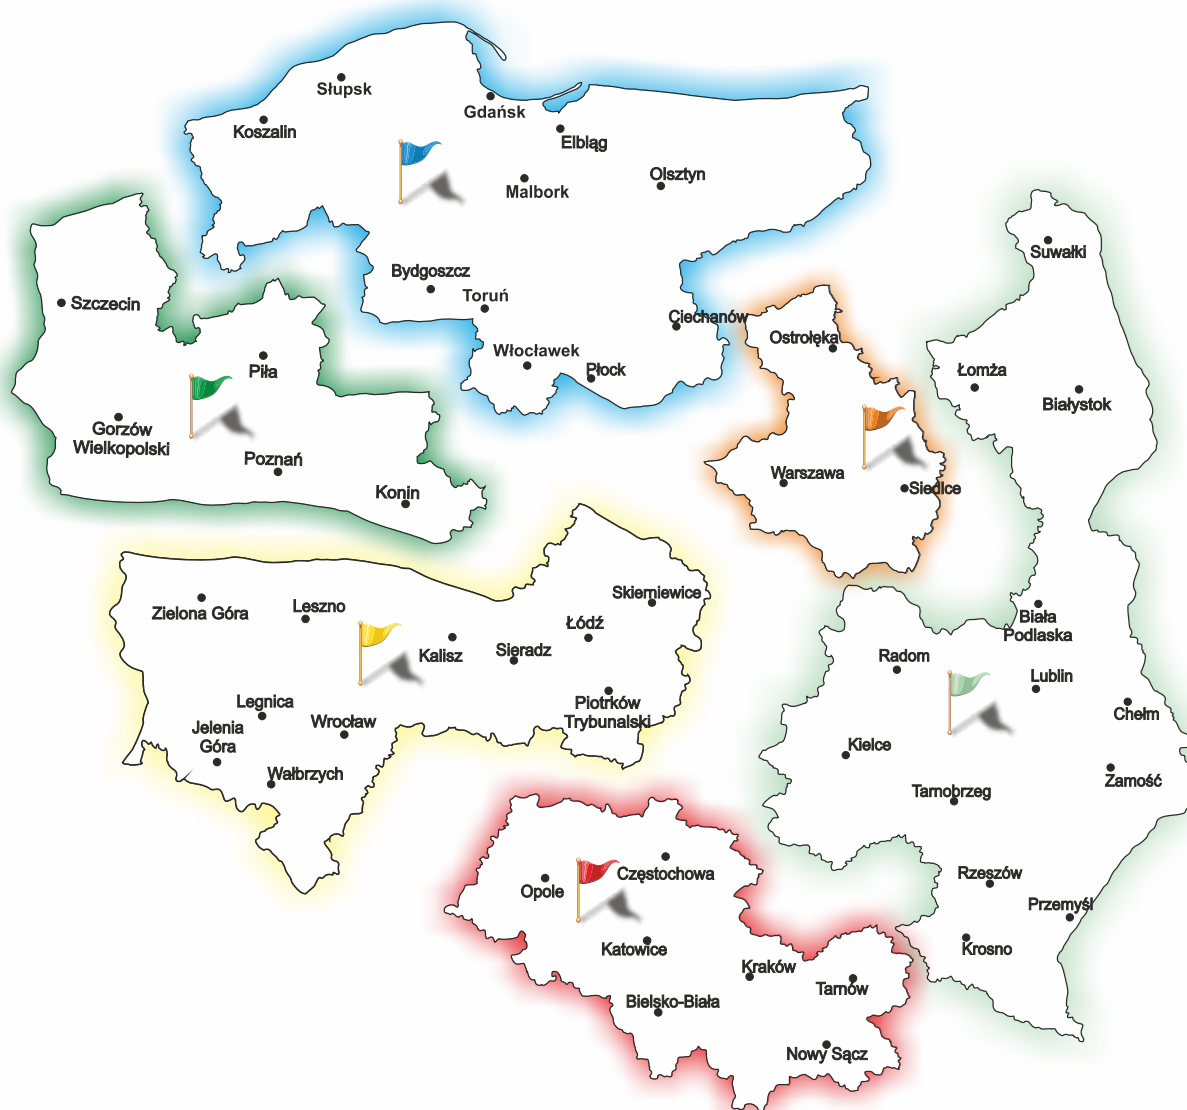 Słupsk
Gdańsk
Koszalin
Elbląg
Olsztyn
Malbork
Bydgoszcz
Toruń
Ciechanów
Włocławek
Płock
Szczecin
Piła
Gorzów
Wielkopolski
Poznań
Konin
Ostrołęka
Warszawa
Siedlce
Suwałki
Łomża
Białystok
Biała
Podlaska
Radom
Lublin
Chełm
Kielce
Zamość
Tarnobrzeg
Rzeszów
Przemyśl
Krosno
Skierniewice
Zielona Góra
Leszno
Łódź
Kalisz
Sieradz
Legnica
Piotrków
Trybunalski
Wrocław
Jelenia
Góra
Wałbrzych
Częstochowa
Opole
Katowice
Kraków
Tarnów
Bielsko-Biała
Nowy Sącz